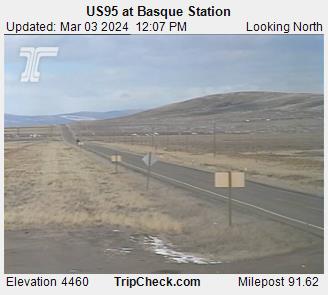 US95 at Basque Station
Updated: Mar 03 2024  12:07 PM
Looking North
Elevation 4460
TripCheck.com
Milepost 91.62